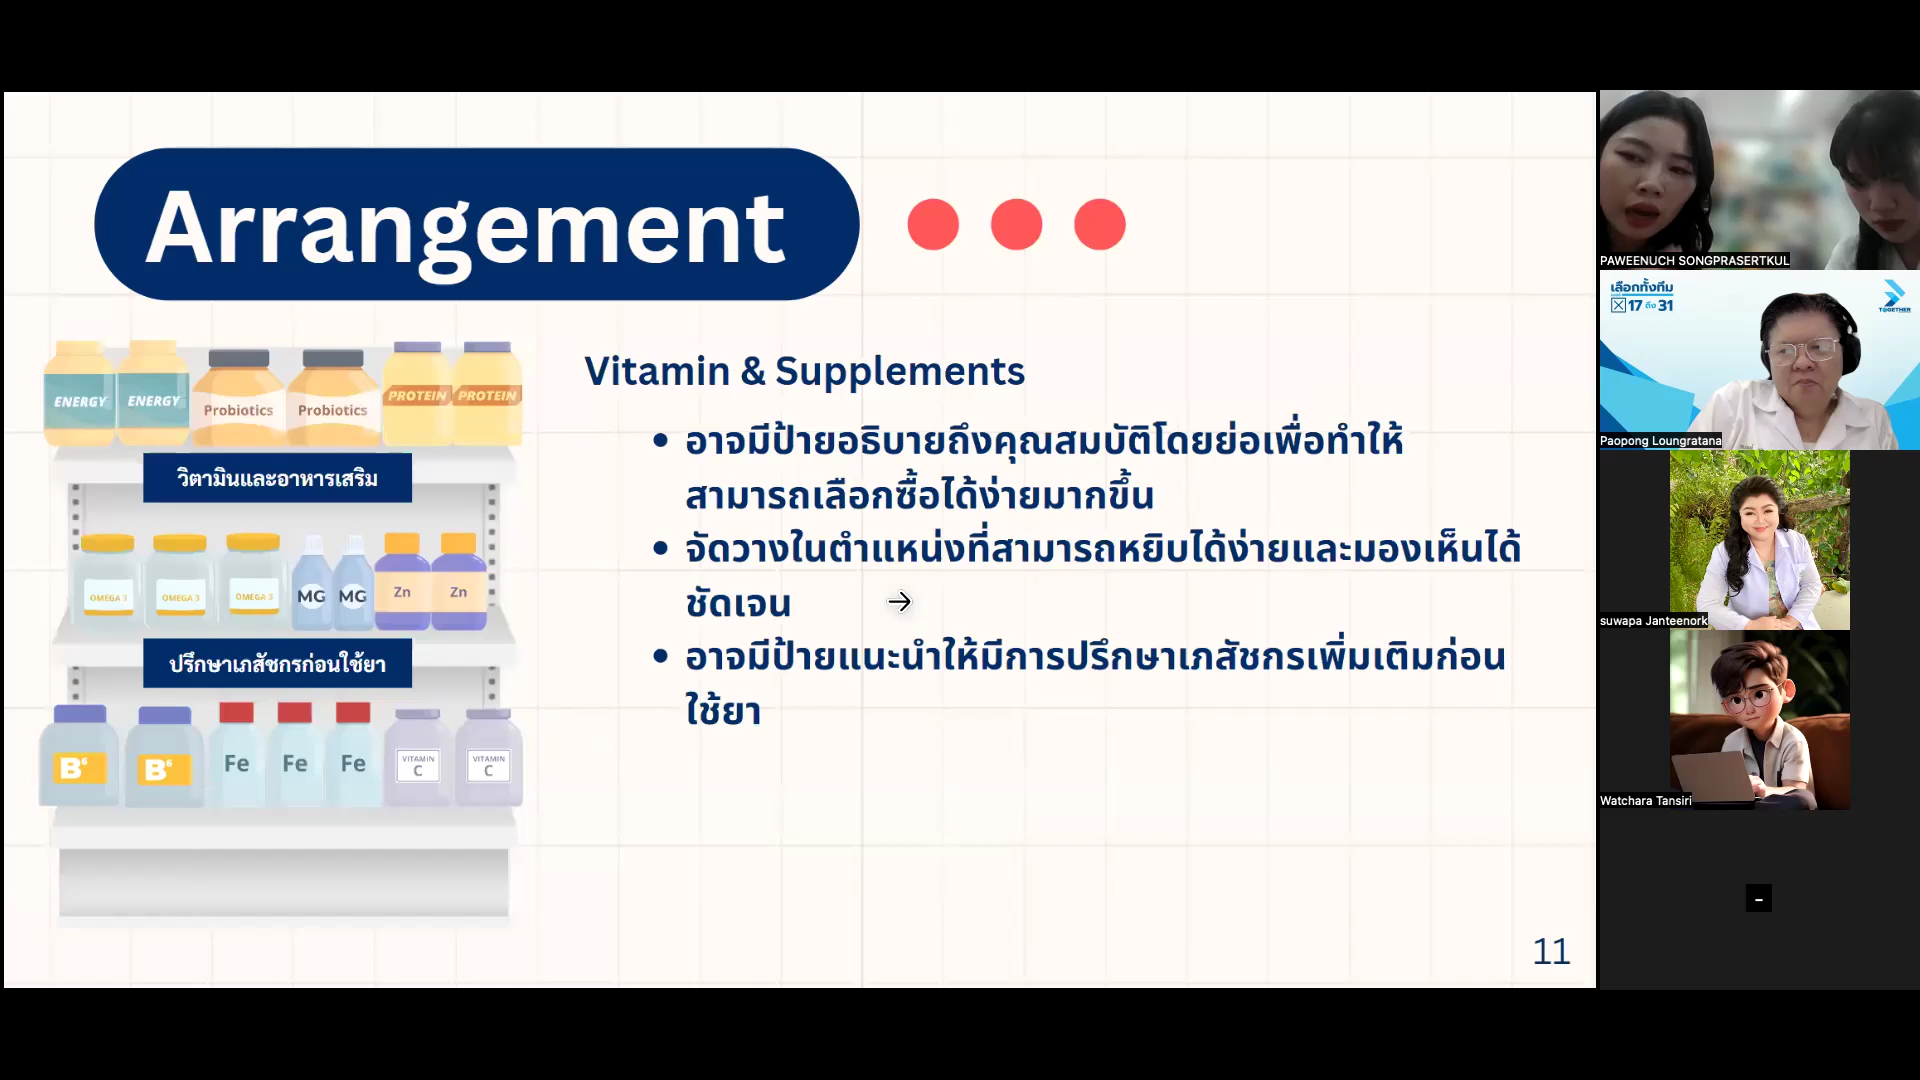 Arrangement
ENERGY
ENERGY
Probiotics
Probiotics
PROTEIN
PROTEIN
วิตามินและอาหารเสริม
OMEGA 3
OMEGA 3
OMEGA 3
MG
MG
Zn
Zn
ปรึกษาเภสัชกรก่อนใช้ยา
B6
B6
Fe
Fe
Fe
VITAMIN
C
VITAMIN
C
Vitamin & Supplements
• อาจมีป้ายอธิบายถึงคุณสมบัติโดยย่อเพื่อทำให้
สามารถเลือกซื้อได้ง่ายมากขึ้น
• จัดวางในตำแหน่งที่สามารถหยิบได้ง่ายและมองเห็นได้
ชัดเจน
• อาจมีป้ายแนะนำให้มีการปรึกษาเภสัชกรเพิ่มเติมก่อน
ใช้ยา
11
PAWEENUCH SONGPRASERTKUL
เลือกทั้งทีม
17 ถึง 31
TOGETHER
Paopong Loungratana
suwapa Janteenork
Watchara Tansiri
-